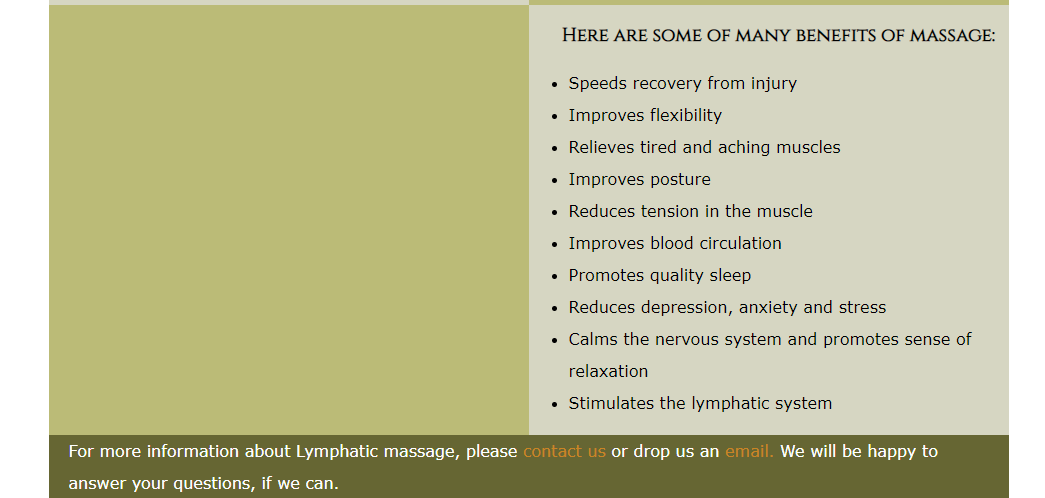 Here are some of many benefits of massage:
Speeds recovery from injury
Improves flexibility
Relieves tired and aching muscles
Improves posture
Reduces tension in the muscle
Improves blood circulation
Promotes quality sleep
Reduces depression, anxiety and stress
Calms the nervous system and promotes sense of
relaxation
Stimulates the lymphatic system
For more information about Lymphatic massage, please contact us or drop us an email. We will be happy to
answer your questions, if we can.